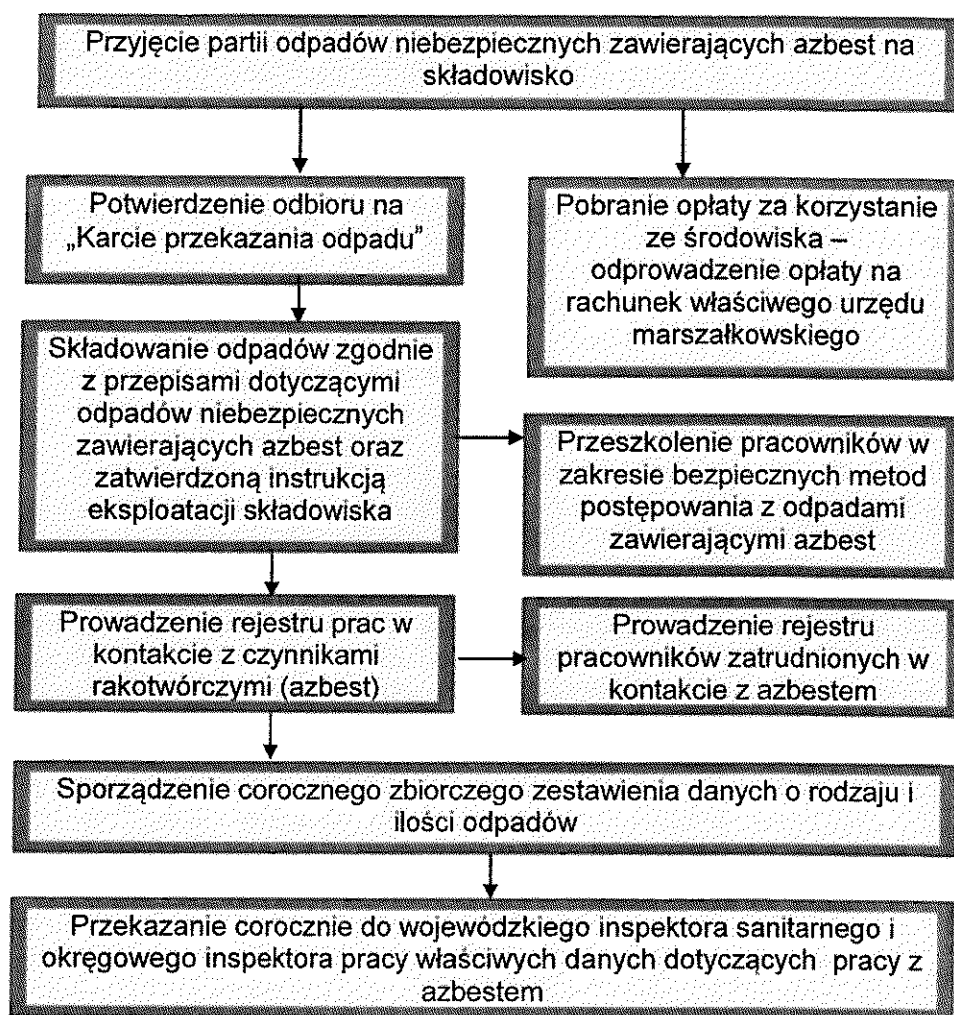 Przyjęcie partii odpadów niebezpiecznych zawierających azbest na
składowisko
Potwierdzenie odbioru na
„Karcie przekazania odpadu”
Pobranie opłaty za korzystanie
ze środowiska –
odprowadzenie opłaty na
rachunek właściwego urzędu
marszałkowskiego
Składowanie odpadów zgodnie
z przepisami dotyczącymi
odpadów niebezpiecznych
zawierających azbest oraz
zatwierdzoną instrukcją
eksploatacji składowiska
Przeszkolenie pracowników w
zakresie bezpiecznych metod
postępowania z odpadami
zawierającymi azbest
Prowadzenie rejestru prac w
kontakcie z czynnikami
rakotwórczymi (azbest)
Prowadzenie rejestru
pracowników zatrudnionych w
kontakcie z azbestem
Sporządzenie corocznego zbiorczego zestawienia danych o rodzaju i
ilości odpadów
Przekazanie corocznie do wojewódzkiego inspektora sanitarnego i
okręgowego inspektora pracy właściwych danych dotyczących pracy z
azbestem